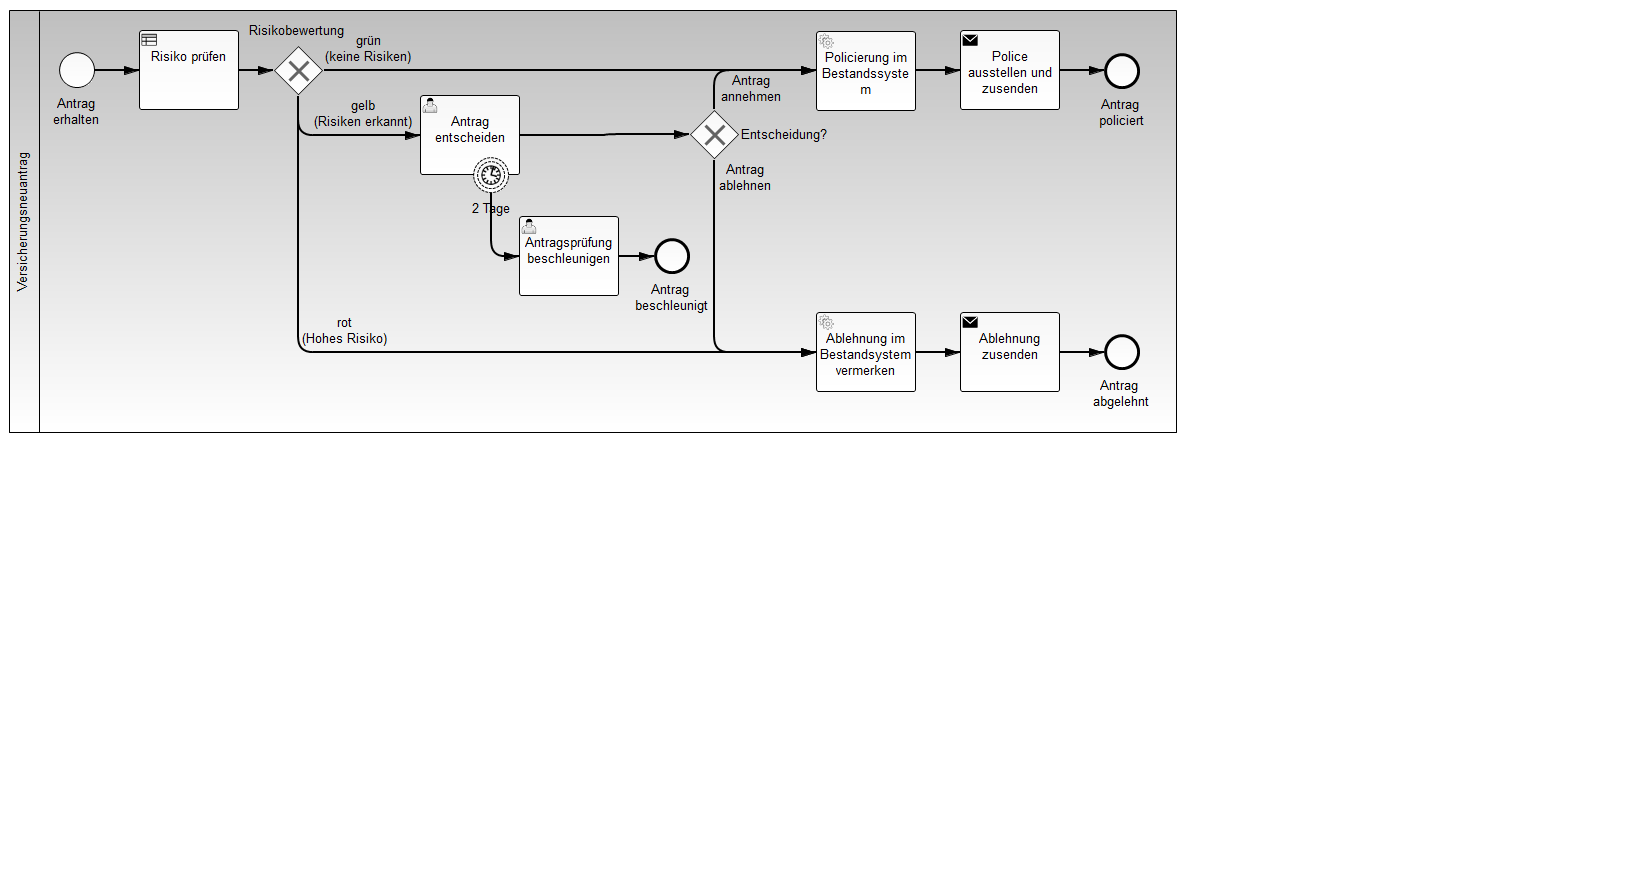 Versicherungsneuantrag
Antrag
erhalten
Risiko prüfen
Risikobewertung
grün
(keine Risiken)
gelb
(Risiken erkannt)
rot
(Hohes Risiko)
Antrag
entscheiden
2 Tage
Antragsprüfung
beschleunigen
Antrag
beschleunigt
Antrag
annehmen
Entscheidung?
Antrag
ablehnen
Policierung im
Bestandssyste
m
Police
ausstellen und
zusenden
Antrag
policiert
Ablehnung im
Bestandsystem
vermerken
Ablehnung
zusenden
Antrag
abgelehnt